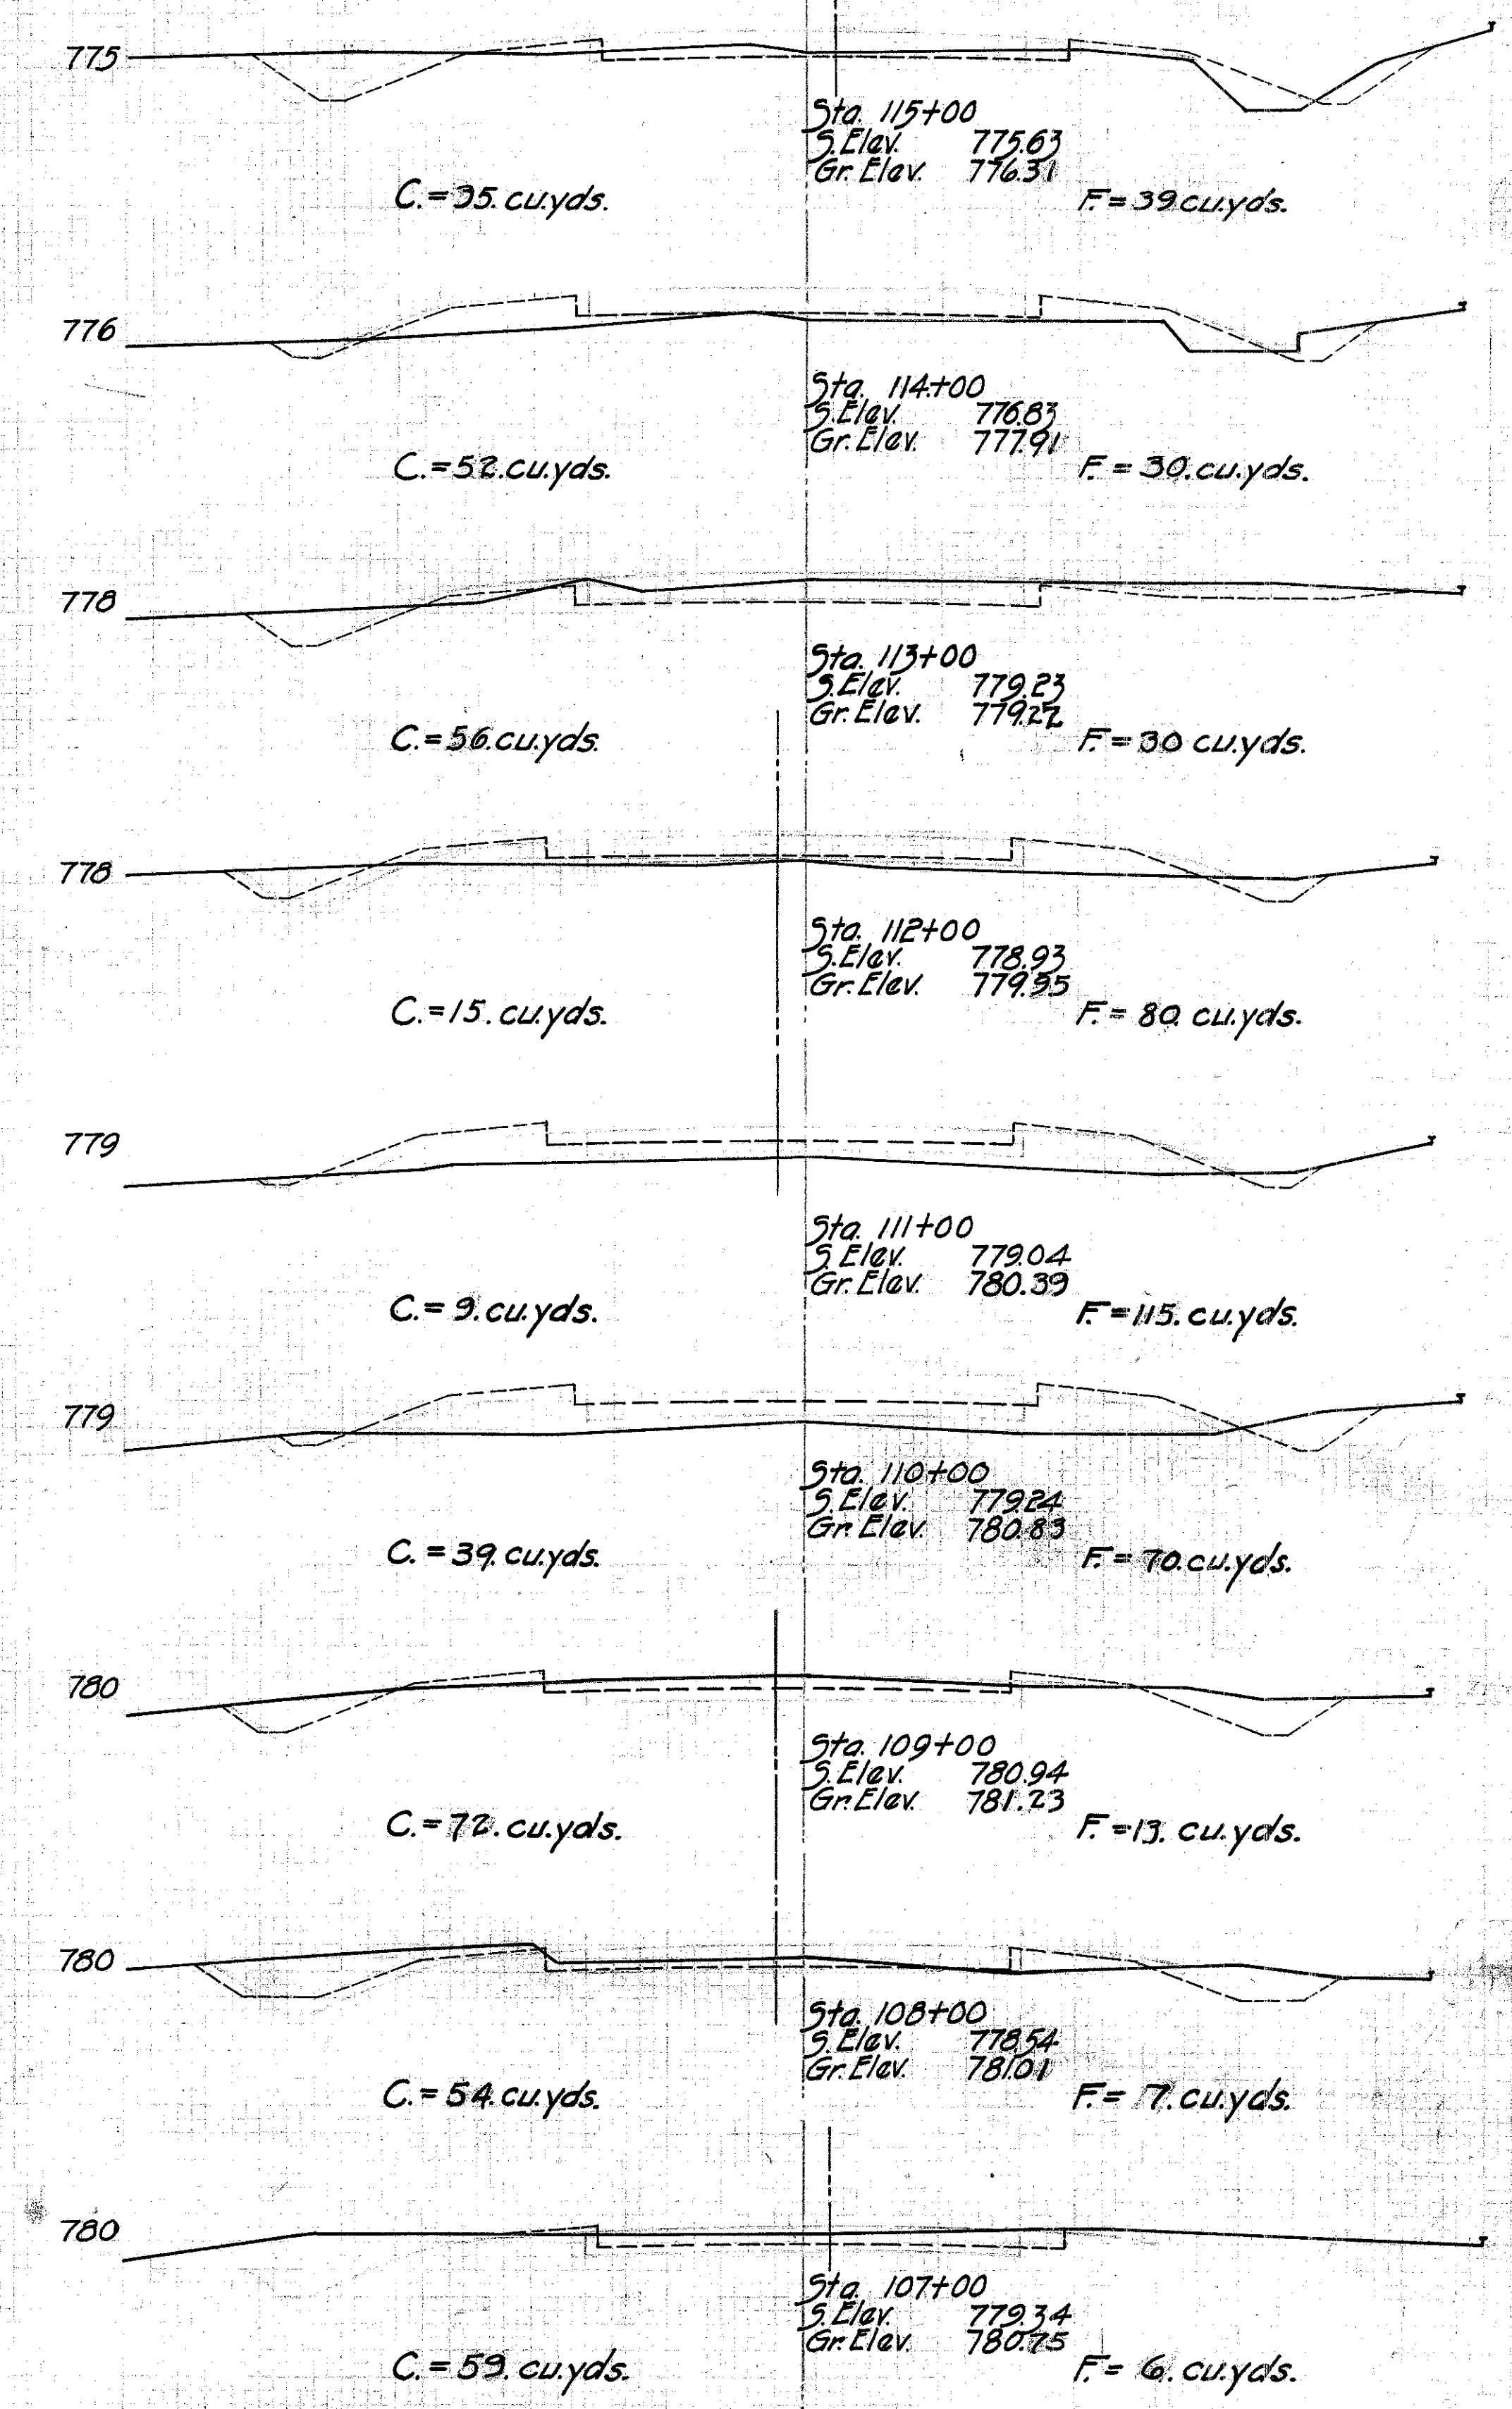 775
Sta. 115+00
S.Elev. 775.63
Gr. Elev. 776.31
C.=35.cu.yds. F.=39cu.yds.
776
Sta. 114+00
S.Elev. 776.83
Gr. Elev. 777.91
C.=52.cu.yds. F.=30.cu.yds.
778
Sta. 113+00
S.Elev. 779.23
Gr. Elev. 779.22
C.=56.cu.yds. F.=30 cu.yds.
778
Sta. 112+00
S.Elev. 778.93
Gr. Elev.
C.=15. cu.yds. F.= 80. cu.yds.
779
Sta. 111+00
S.Elev. 779.04
Gr. Elev. 780.39
C.= 9. cu.yds. F.=115. cu.yds.
779
Sta. 110+00
S.Elev. 779.24
Gr. Elev. 780.83
C.=39. cu.yds. F.=70.cu.yds.
780
Sta. 109+00
S.Elev. 780.94
Gr. Elev. 781.23
C.=72. cu.yds. F.=13. cu.yds.
780
Sta. 108+00
S.Elev. 778.54
Gr. Elev. 781.01
C.=54. cu.yds. F.= 7. cu.yds.
780
Sta. 107+00
S.Elev. 779.34
Gr. Elev. 780.75
C.=59. cu.yds. F.= 6. cu.yds.